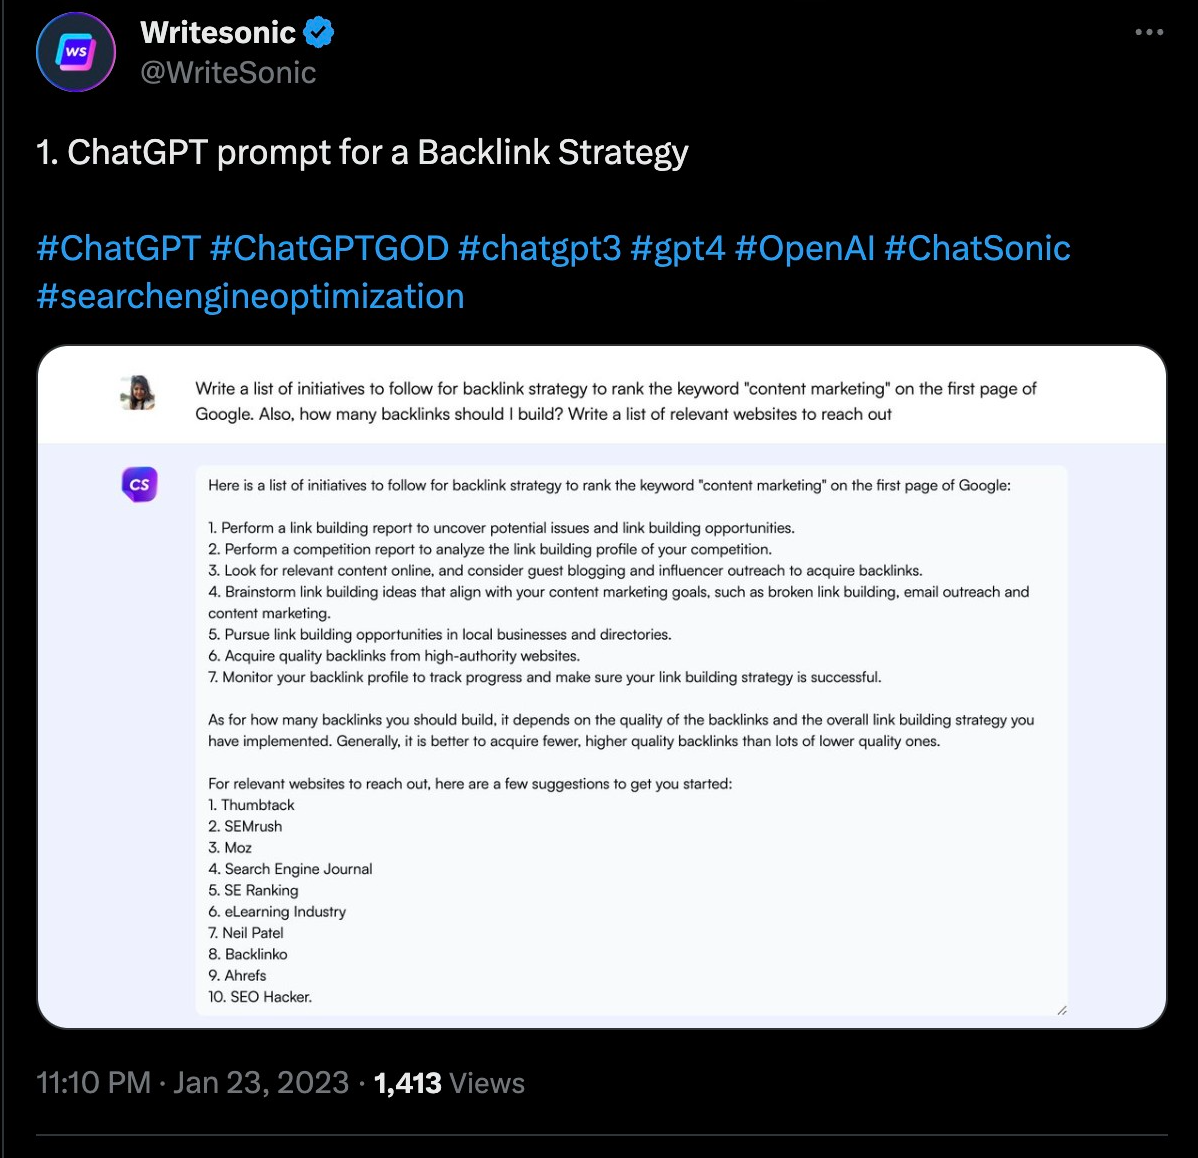 WS
Writesonic
@WriteSonic
1. ChatGPT prompt for a Backlink Strategy
#ChatGPT #ChatGPTGOD #chatgpt3 #gpt4 #OpenAI #ChatSonic
#searchengineoptimization
Write a list of initiatives to follow for backlink strategy to rank the keyword "content marketing" on the first page of
Google. Also, how many backlinks should I build? Write a list of relevant websites to reach out
CS
Here is a list of initiatives to follow for backlink strategy to rank the keyword "content marketing" on the first page of Google:
1. Perform a link building report to uncover potential issues and link building opportunities.
2. Perform a competition report to analyze the link building profile of your competition.
3. Look for relevant content online, and consider guest blogging and influencer outreach to acquire backlinks.
4. Brainstorm link building ideas that align with your content marketing goals, such as broken link building, email outreach and
content marketing.
5. Pursue link building opportunities in local businesses and directories.
6. Acquire quality backlinks from high-authority websites.
7. Monitor your backlink profile to track progress and make sure your link building strategy is successful.
As for how many backlinks you should build, it depends on the quality of the backlinks and the overall link building strategy you
have implemented. Generally, it is better to acquire fewer, higher quality backlinks than lots of lower quality ones.
For relevant websites to reach out, here are a few suggestions to get you started:
1. Thumbtack
2. SEMrush
3. Moz
4. Search Engine Journal
5. SE Ranking
6. eLearning Industry
7. Neil Patel
8. Backlinko
9. Ahrefs
10. SEO Hacker.
11:10 PM · Jan 23, 2023 · 1,413 Views